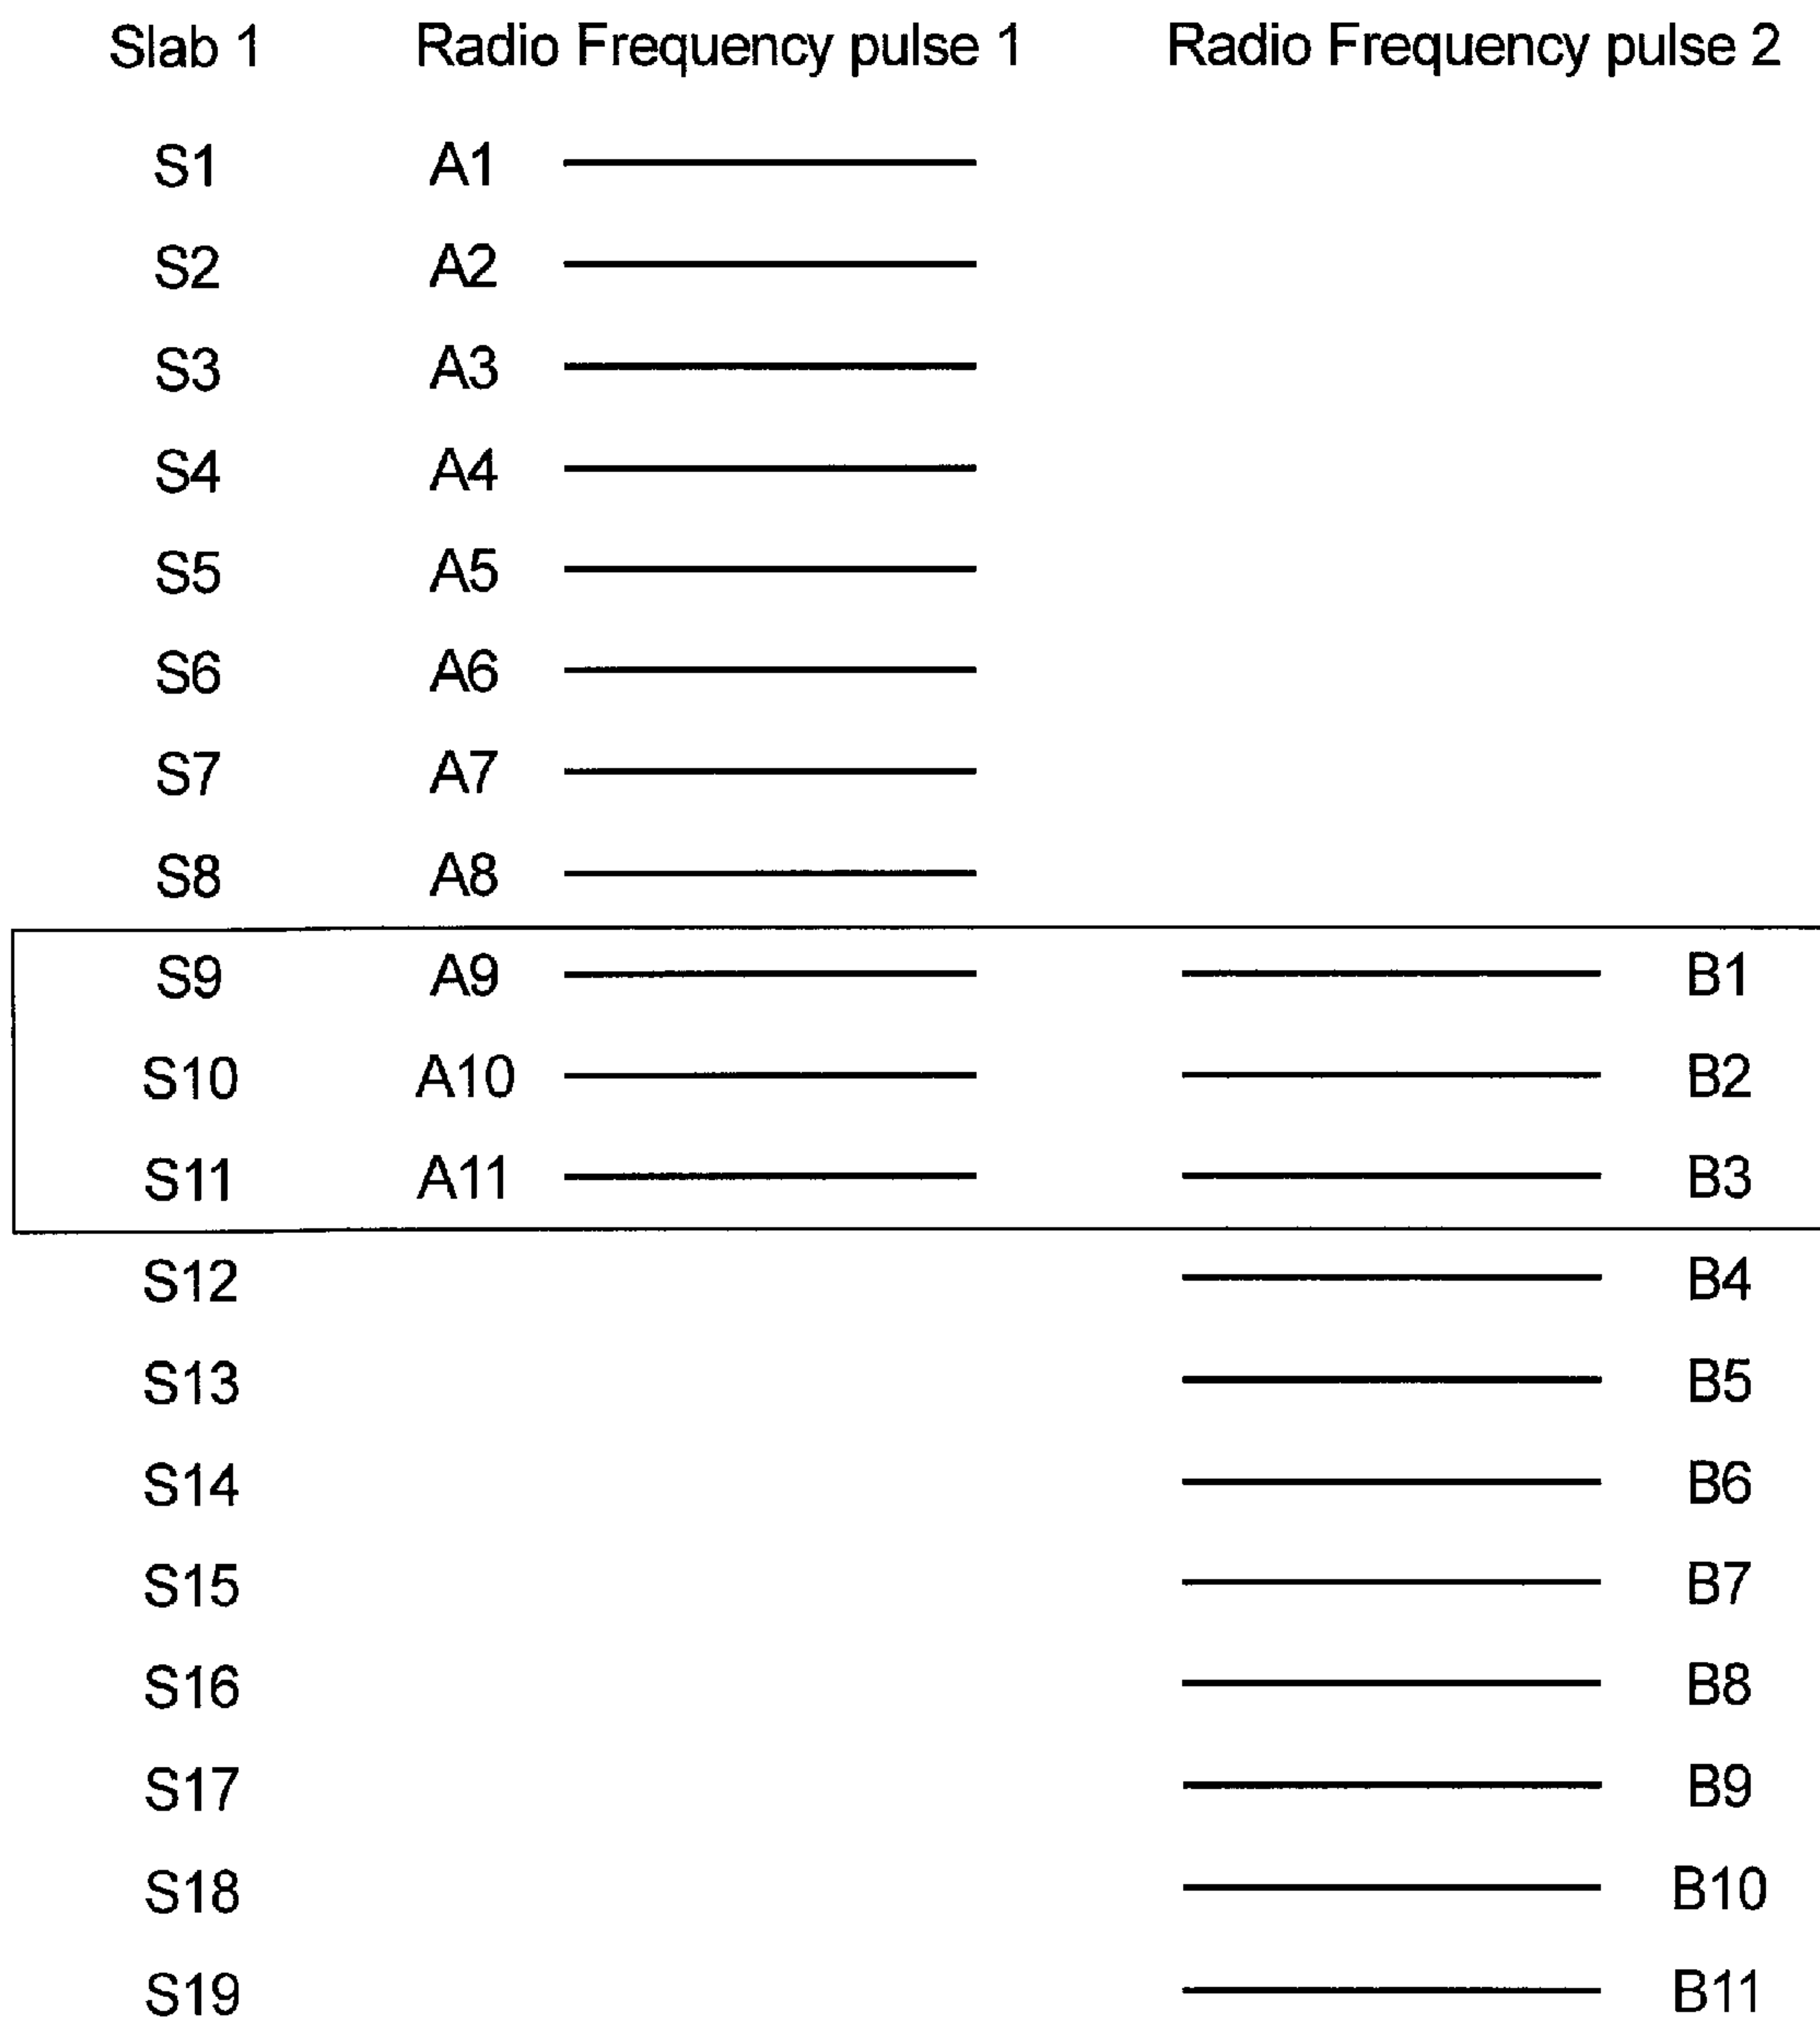 Slab 1 Radio Frequency pulse 1 Radio Frequency pulse 2
S1 A1
S2 A2
S3 A3
S4 A4
S5 A5
S6 A6
S7 A7
S8 A8
S9 A9 B1
S10 A10 B2
S11 A11 B3
S12 B4
S13 B5
S14 B6
S15 B7
S16 B8
S17 B9
S18 B10
S19 B11